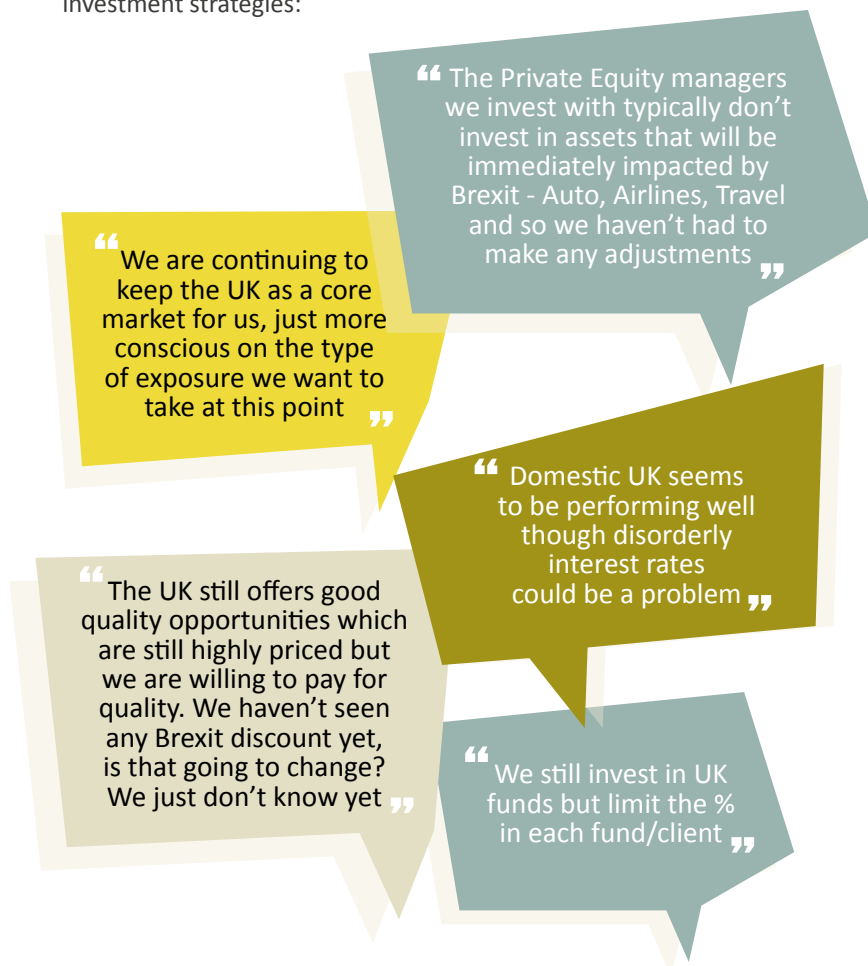 investment strategies:
“ The Private Equity managers
we invest with typically don’t
invest in assets that will be
immediately impacted by
Brexit - Auto, Airlines, Travel
and so we haven’t had to
make any adjustments ”
“ We are continuing to
keep the UK as a core
market for us, just more
conscious on the type
of exposure we want to
take at this point ”
“ Domestic UK seems
to be performing well
though disorderly
interest rates
could be a problem ”
“ The UK still offers good
quality opportunities which
are still highly priced but
we are willing to pay for
quality. We haven’t seen
any Brexit discount yet,
is that going to change?
We just don’t know yet ”
“ We still invest in UK
funds but limit the %
in each fund/client ”